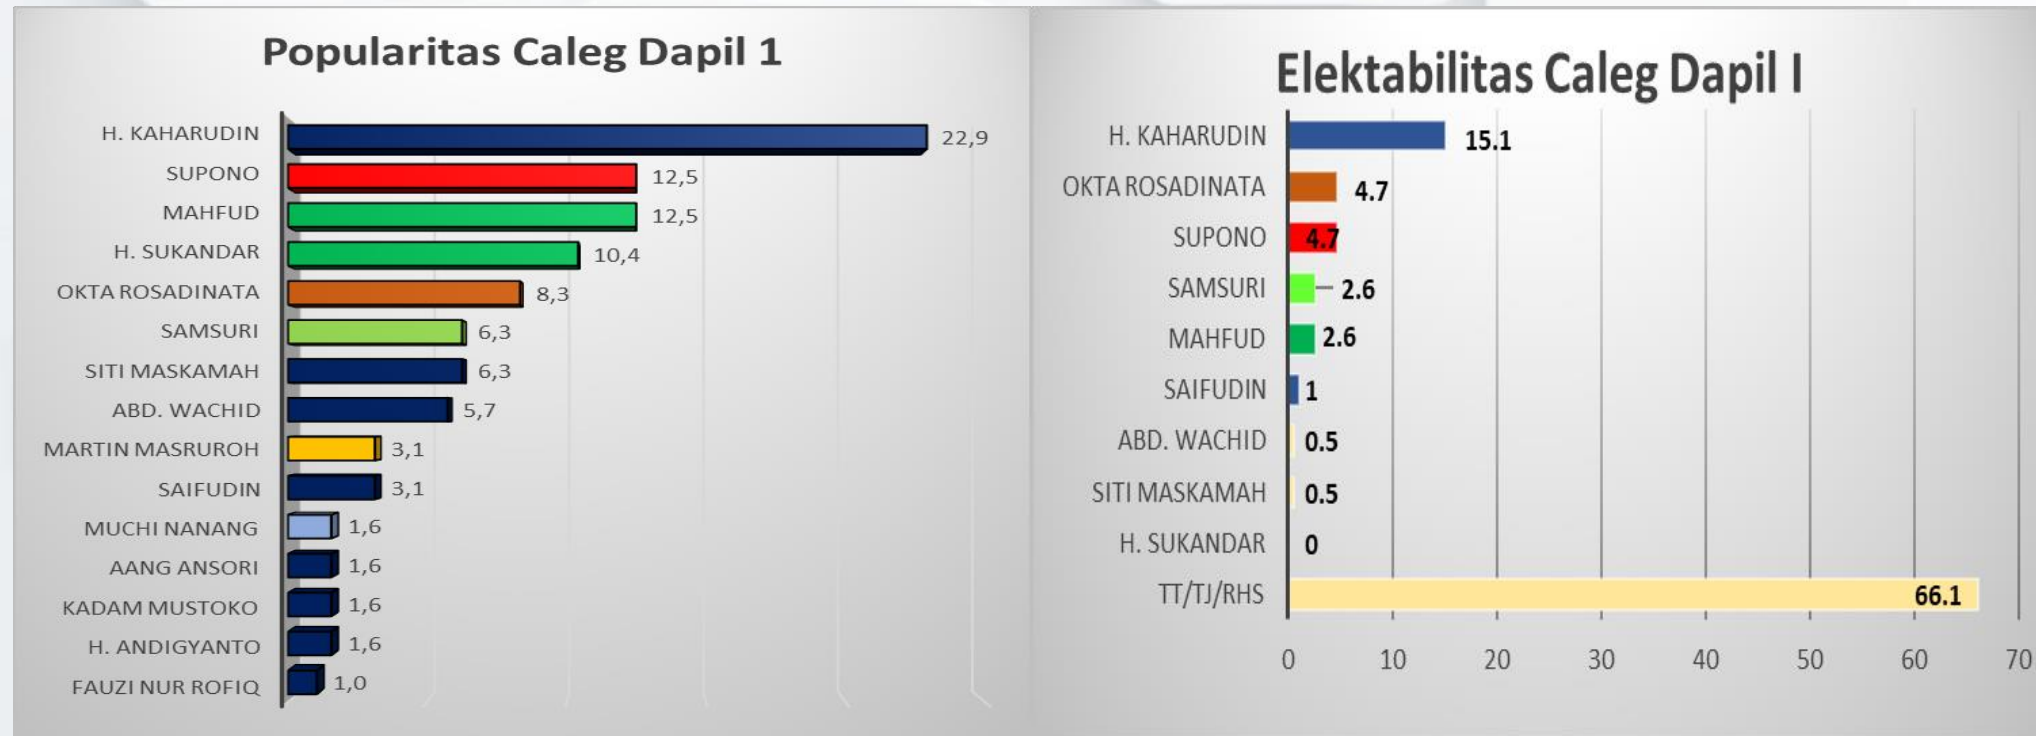 Popularitas Caleg Dapil 1
H. KAHARUDIN 22,9
SUPONO 12,5
MAHFUD 12,5
H. SUKANDAR 10,4
OKTA ROSADINATA 8,3
SAMSURI 6,3
SITI MASKAMAH 6,3
ABD. WACHID 5,7
MARTIN MASRUROH 3,1
SAIFUDIN 3,1
MUCHI NANANG 1,6
AANG ANSORI 1,6
KADAM MUSTOKO 1,6
H. ANDIGYANTO 1,6
FAUZI NUR ROFIQ 1,0
Elektabilitas Caleg Dapil I
H. KAHARUDIN 15.1
OKTA ROSADINATA 4.7
SUPONO 4.7
SAMSURI 2.6
MAHFUD 2.6
SAIFUDIN 1
ABD. WACHID 0.5
SITI MASKAMAH 0.5
H. SUKANDAR 0
TT/TJ/RHS 66.1
0 10 20 30 40 50 60 70